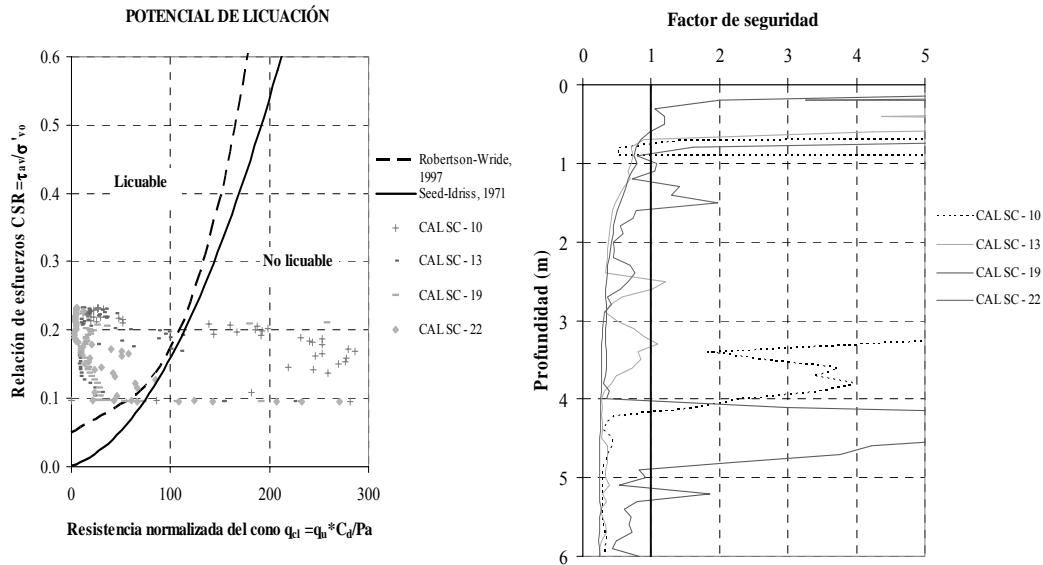 POTENCIAL DE LICUACIÓN
0.6
0.5
0.4
0.3
0.2
0.1
0.0
0
100
200
300
Relación de esfuerzos CSR=τav/σ'vo
Licuable
No licuable
Resistencia normalizada del cono qcl =qu*Cd/Pa
Robertson-Wride,
1997
Seed-Idriss, 1971
CAL SC - 10
CAL SC - 13
CAL SC - 19
CAL SC - 22
Factor de seguridad
0
1
2
3
4
5
0
1
2
3
4
5
6
Profundidad (m)
CAL SC - 10
CAL SC - 13
CAL SC - 19
CAL SC - 22